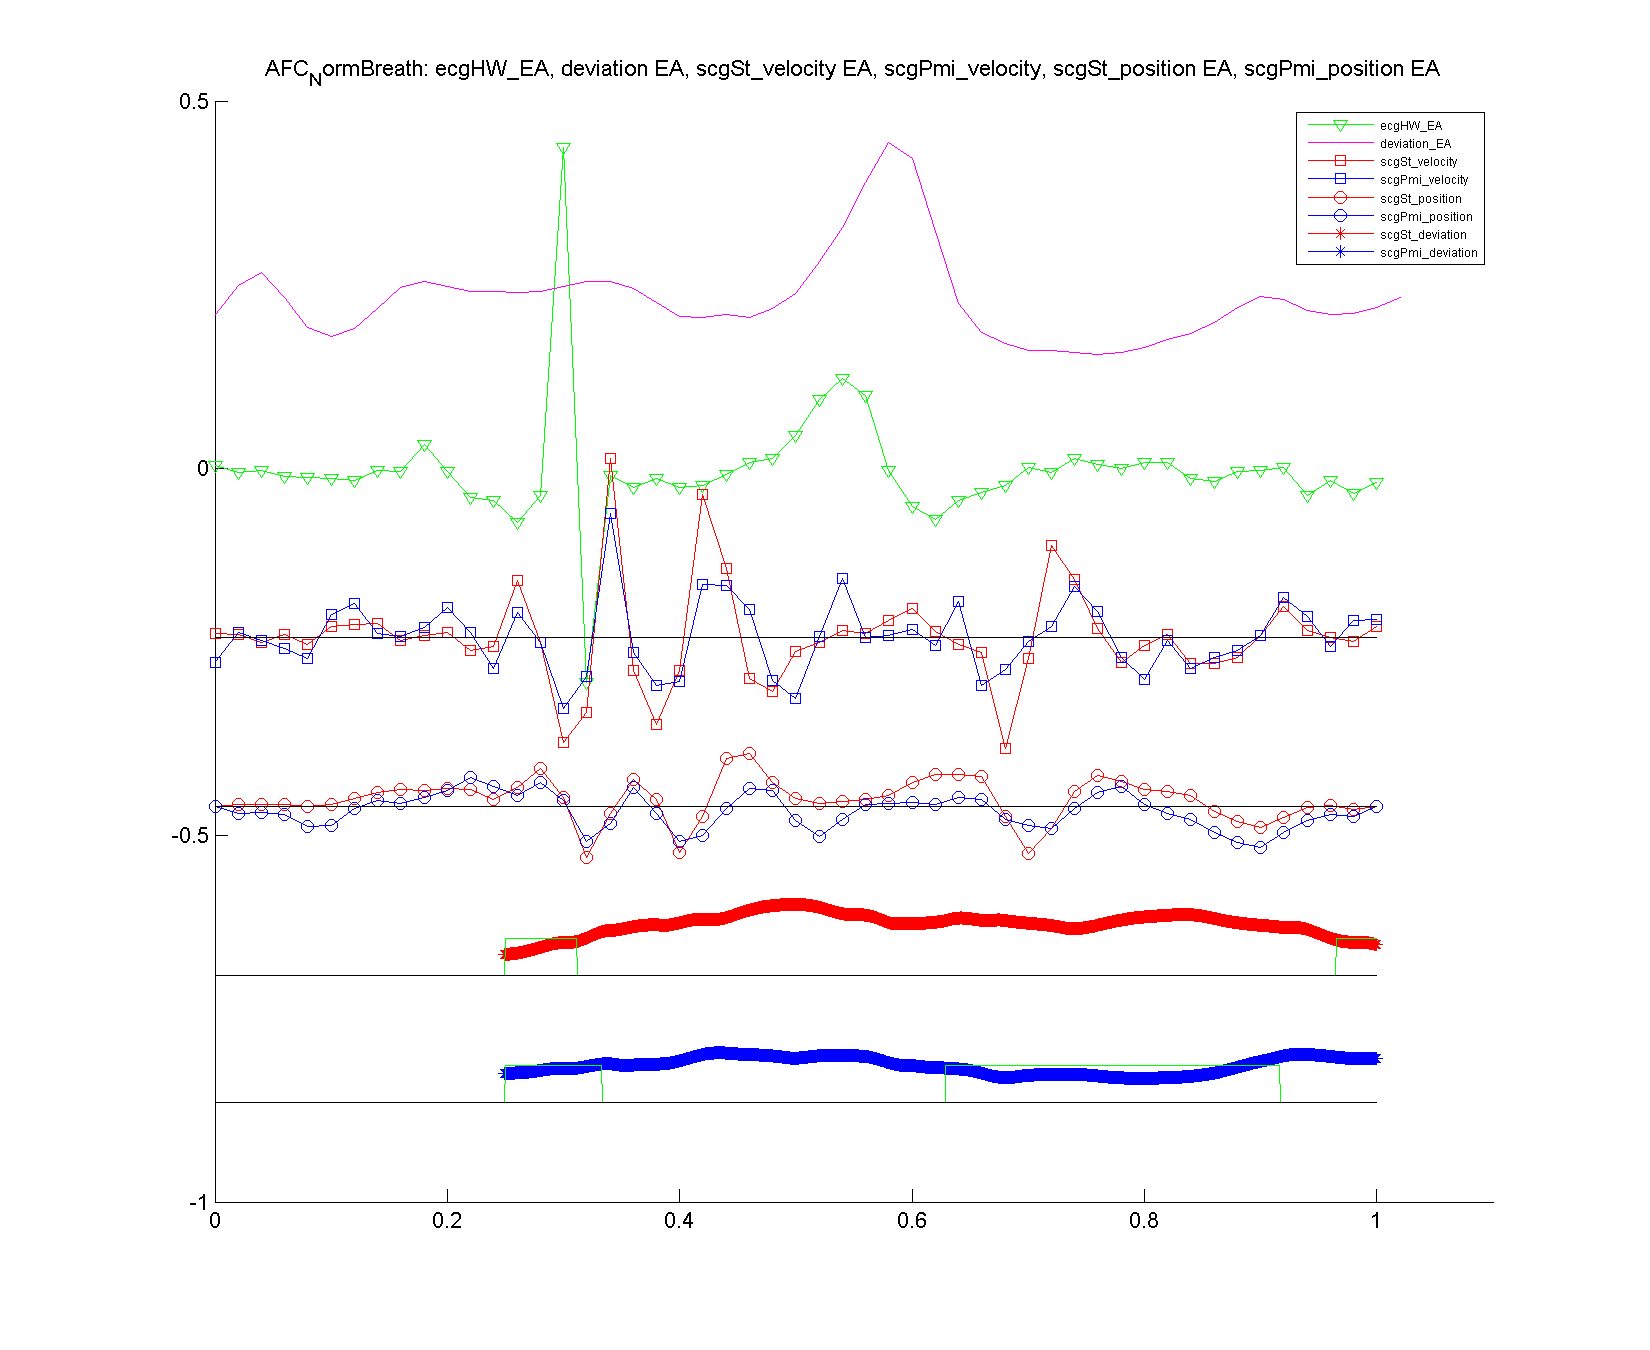 AFCNormBreath: ecgHW_EA, deviation EA, scgSt_velocity EA, scgPmi_velocity, scgSt_position EA, scgPmi_position EA
0.5
ecgHW_EA
deviation_EA
scgSt_velocity
scgPmi_velocity
scgSt_position
scgPmi_position
scgSt_deviation
scgPmi_deviation
0
-0.5
-1
0 0.2 0.4 0.6 0.8 1